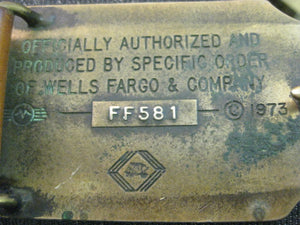 OFFICIALLY AUTHORIZED AND
PRODUCED BY SPECIFIC ORDER
OF WELLS FARGO & COMPANY
FF581 © 1973